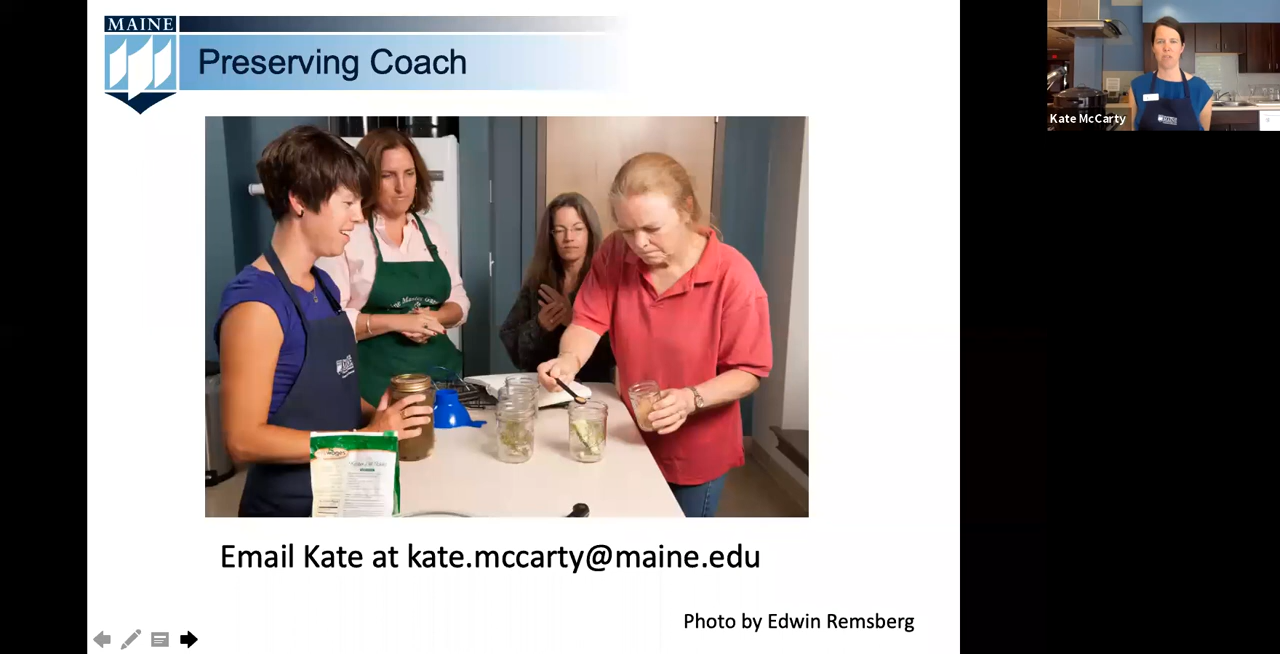 MAINE
Preserving Coach
Kate McCarty
Email Kate at kate.mccarty@maine.edu
Photo by Edwin Remsberg